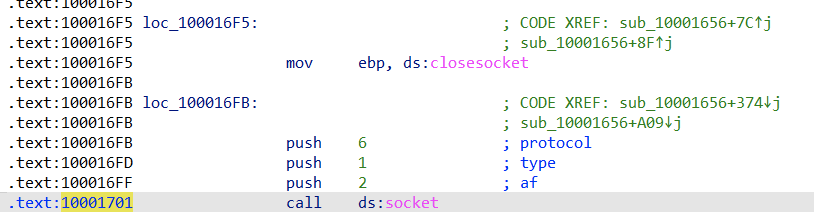 .text:100016F5
.text:100016F5 loc_100016F5: ; CODE XREF: sub_10001656+7C↑j
.text:100016F5 ; sub_10001656+8F↑j
.text:100016F5 mov ebp, ds:closesocket
.text:100016FB
.text:100016FB loc_100016FB: ; CODE XREF: sub_10001656+374↓j
.text:100016FB ; sub_10001656+A09↓j
.text:100016FB push 6 ; protocol
.text:100016FD push 1 ; type
.text:100016FF push 2 ; af
.text:10001701 call ds:socket